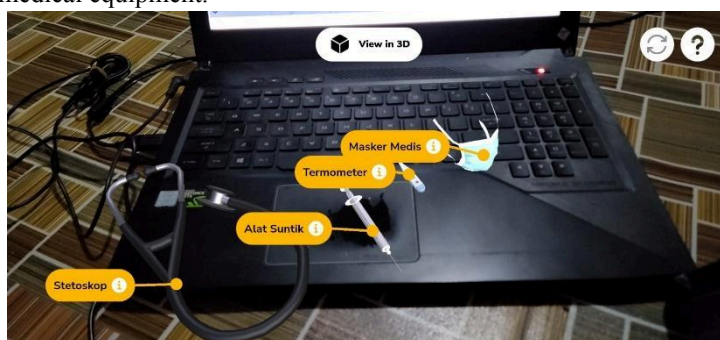 medical equipment.
View in 3D
?
Masker Medis i
Termometer i
Alat Suntik i
Stetoskop i